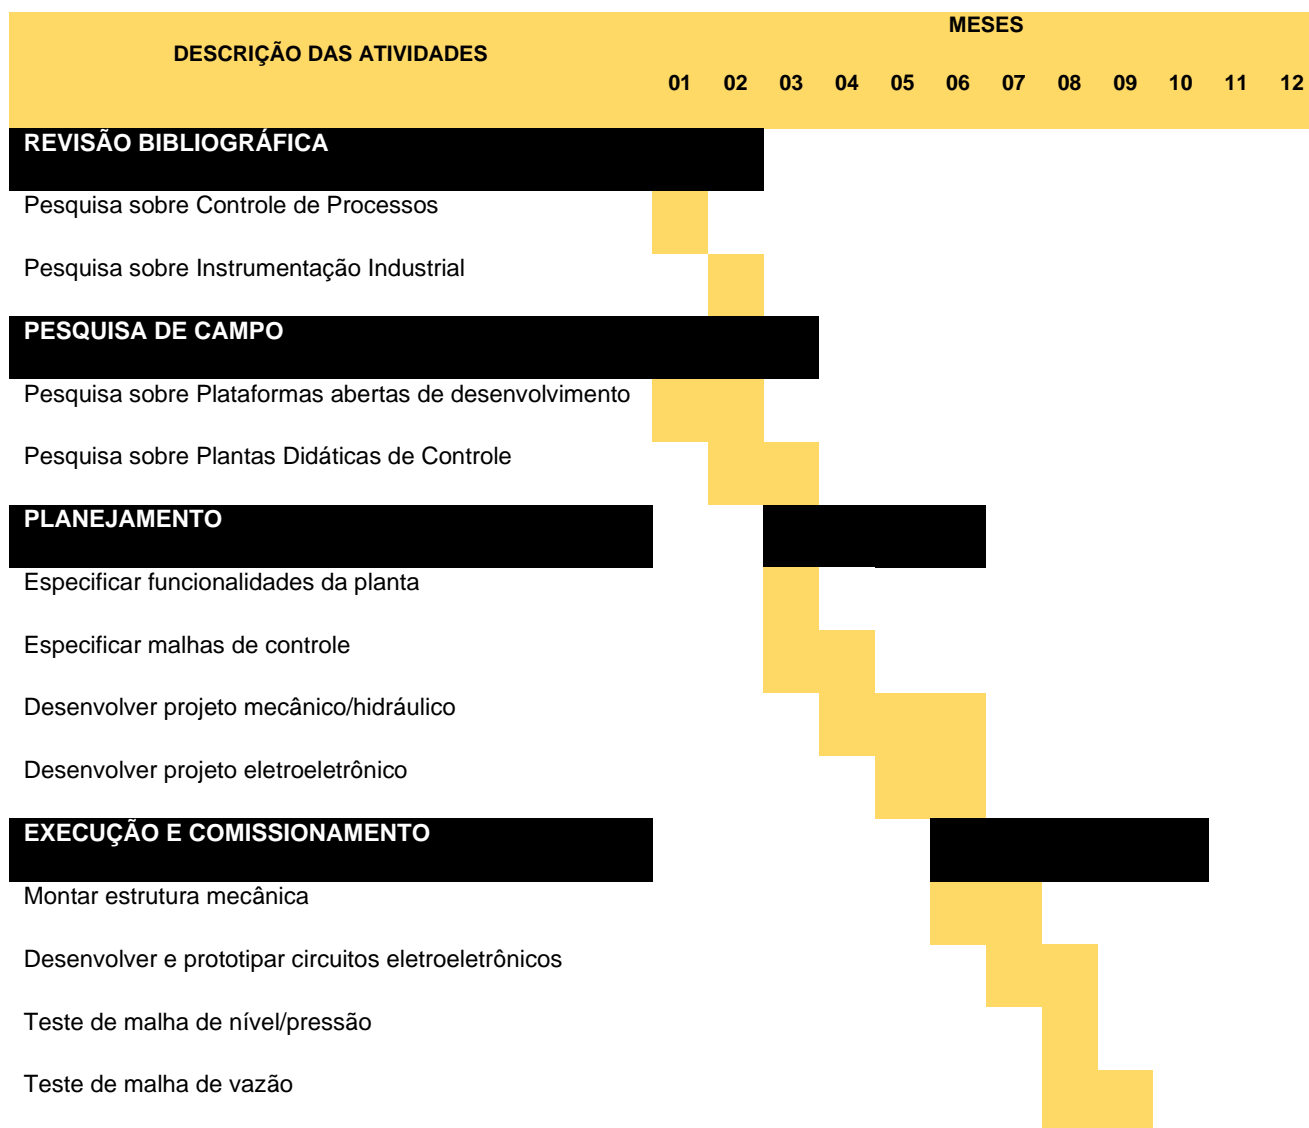 MESES
DESCRIÇÃO DAS ATIVIDADES
01 02 03 04 05 06 07 08 09 10 11 12
REVISÃO BIBLIOGRÁFICA
Pesquisa sobre Controle de Processos
Pesquisa sobre Instrumentação Industrial
PESQUISA DE CAMPO
Pesquisa sobre Plataformas abertas de desenvolvimento
Pesquisa sobre Plantas Didáticas de Controle
PLANEJAMENTO
Especificar funcionalidades da planta
Especificar malhas de controle
Desenvolver projeto mecânico/hidráulico
Desenvolver projeto eletroeletrônico
EXECUÇÃO E COMISSIONAMENTO
Montar estrutura mecânica
Desenvolver e prototipar circuitos eletroeletrônicos
Teste de malha de nível/pressão
Teste de malha de vazão